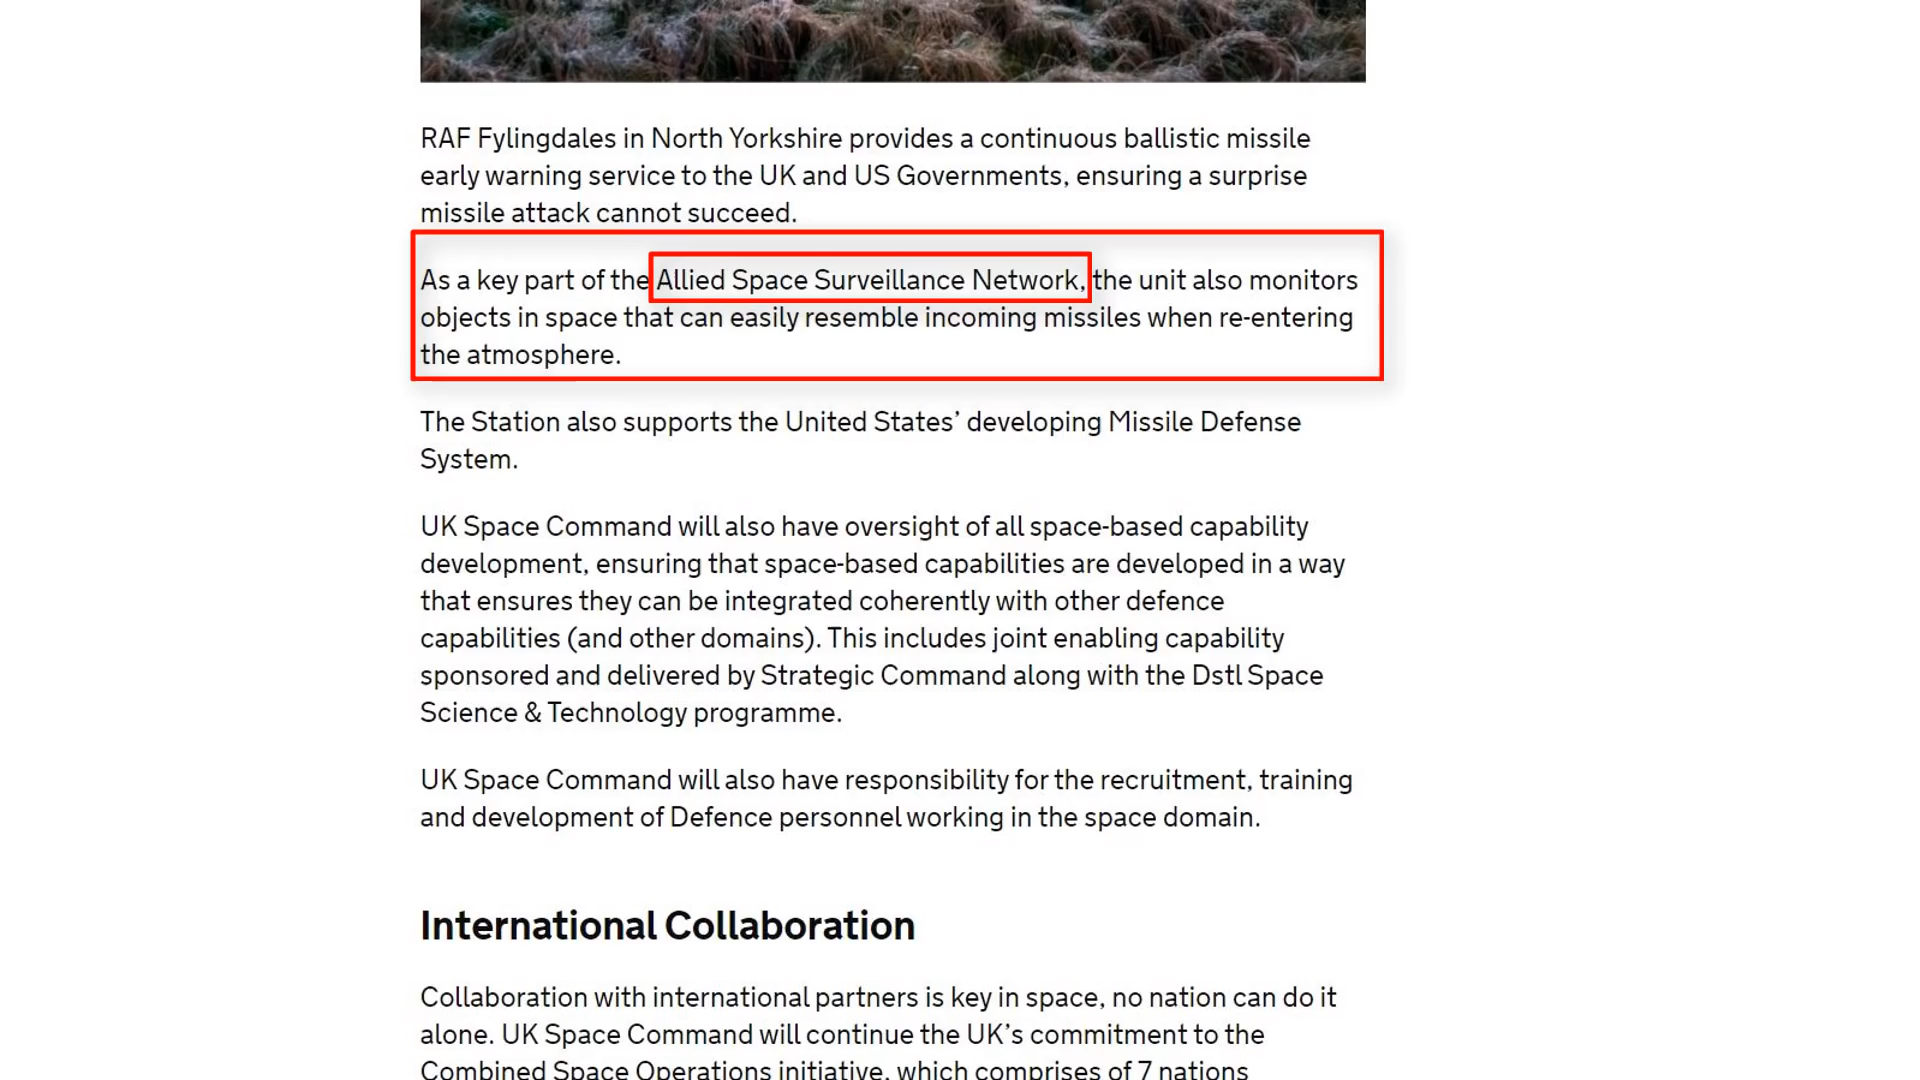 RAF Fylingdales in North Yorkshire provides a continuous ballistic missile
early warning service to the UK and US Governments, ensuring a surprise
missile attack cannot succeed.
As a key part of the Allied Space Surveillance Network, the unit also monitors
objects in space that can easily resemble incoming missiles when re-entering
the atmosphere.
The Station also supports the United States’ developing Missile Defense
System.
UK Space Command will also have oversight of all space-based capability
development, ensuring that space-based capabilities are developed in a way
that ensures they can be integrated coherently with other defence
capabilities (and other domains). This includes joint enabling capability
sponsored and delivered by Strategic Command along with the Dstl Space
Science & Technology programme.
UK Space Command will also have responsibility for the recruitment, training
and development of Defence personnel working in the space domain.
International Collaboration
Collaboration with international partners is key in space, no nation can do it
alone. UK Space Command will continue the UK’s commitment to the
Combined Space Operations initiative, which comprises of 7 nations